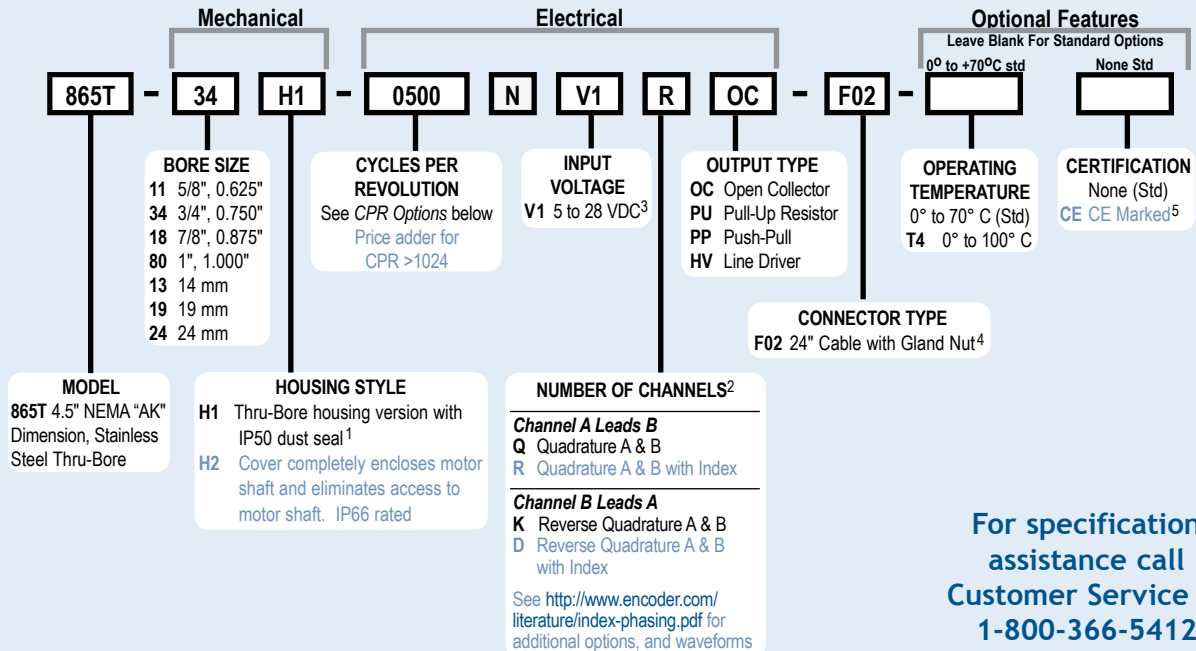 Mechanical
Electrical
Optional Features
Leave Blank For Standard Options
0° to +70°C std
None Std
865T - 34 H1 - 0500 N V1 R OC - F02 -
BORE SIZE
11 5/8", 0.625"
34 3/4", 0.750"
18 7/8", 0.875"
80 1", 1.000"
13 14 mm
19 19 mm
24 24 mm
CYCLES PER
REVOLUTION
See CPR Options below
Price adder for
CPR >1024
INPUT
VOLTAGE
V1 5 to 28 VDC3
OUTPUT TYPE
OC Open Collector
PU Pull-Up Resistor
PP Push-Pull
HV Line Driver
OPERATING
TEMPERATURE
0° to 70° C (Std)
T4 0° to 100° C
CERTIFICATION
None (Std)
CE CE Marked5
CONNECTOR TYPE
F02 24" Cable with Gland Nut4
MODEL
865T 4.5" NEMA “AK”
Dimension, Stainless
Steel Thru-Bore
HOUSING STYLE
H1 Thru-Bore housing version with
IP50 dust seal1
H2 Cover completely encloses motor
shaft and eliminates access to
motor shaft. IP66 rated
NUMBER OF CHANNELS2
Channel A Leads B
Q Quadrature A & B
R Quadrature A & B with Index
Channel B Leads A
K Reverse Quadrature A & B
D Reverse Quadrature A & B
with Index
See http://www.encoder.com/
literature/index-phasing.pdf for
additional options, and waveforms
For specification
assistance call
Customer Service
1-800-366-5412